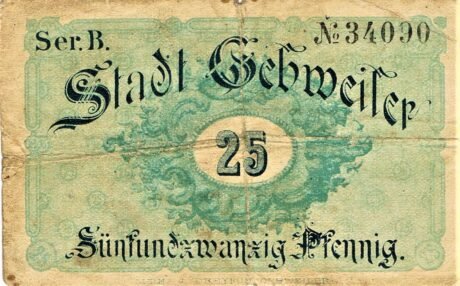 Ser. B. № 34090
Stadt Gebweiler
25
Fünfundzwanzig Pfennig.